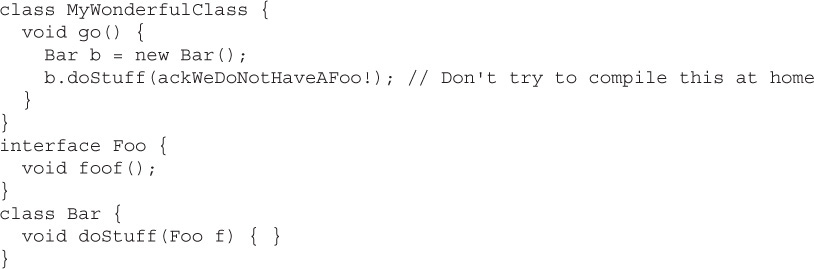 class MyWonderfulClass {
  void go() {
    Bar b = new Bar();
    b.doStuff(ackWeDoNotHaveAFoo!); // Don't try to compile this at home
  }
}
interface Foo {
  void foof();
}
class Bar {
  void doStuff(Foo f) { }
}